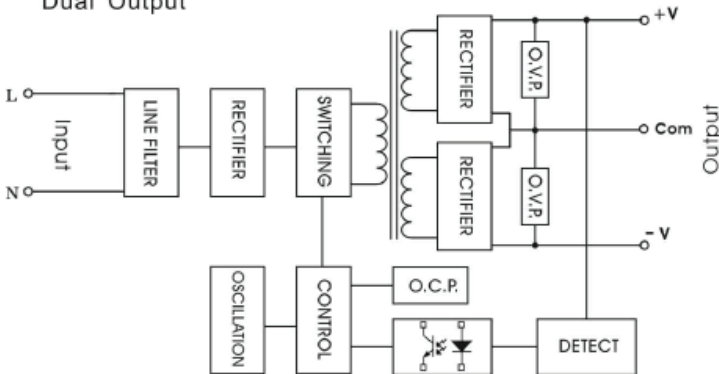 Dual Output
L
Input
N
LINE FILTER
RECTIFIER
SWITCHING
RECTIFIER
RECTIFIER
O.V.P.
O.V.P.
+V
Com
- V
Output
OSCILLATION
CONTROL
O.C.P.
DETECT